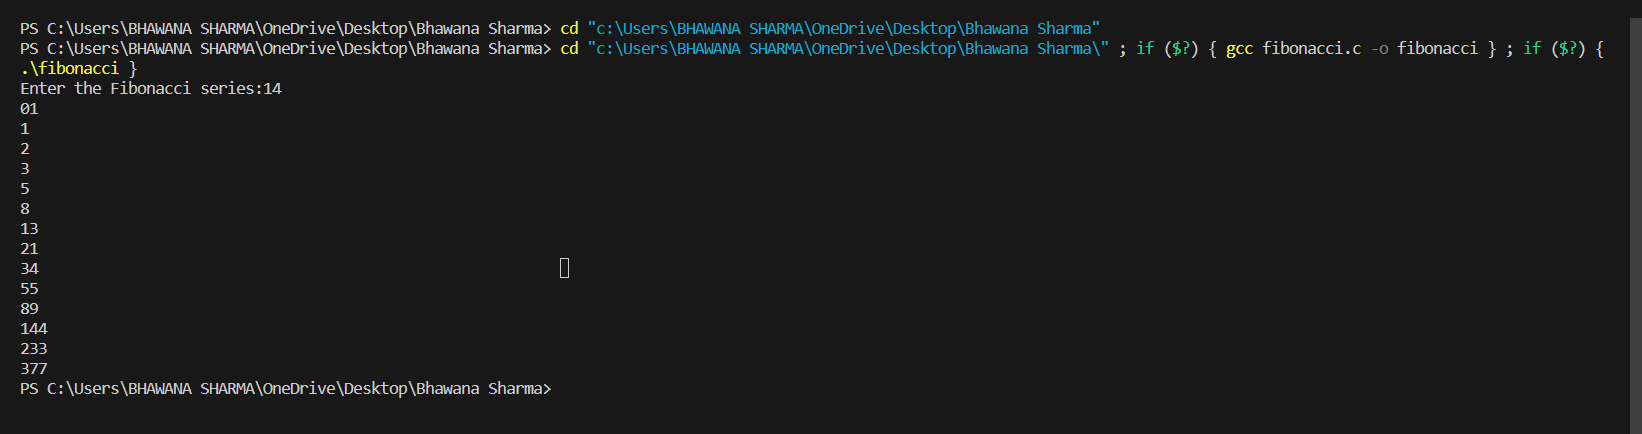 PS C:\Users\BHAWANA SHARMA\OneDrive\Desktop\Bhawana Sharma> cd "c:\Users\BHAWANA SHARMA\OneDrive\Desktop\Bhawana Sharma"
PS C:\Users\BHAWANA SHARMA\OneDrive\Desktop\Bhawana Sharma> cd "c:\Users\BHAWANA SHARMA\OneDrive\Desktop\Bhawana Sharma\" ; if ($?) { gcc fibonacci.c -o fibonacci } ; if ($?) {
.\fibonacci }
Enter the Fibonacci series:14
01
1
2
3
5
8
13
21
34
55
89
144
233
377
PS C:\Users\BHAWANA SHARMA\OneDrive\Desktop\Bhawana Sharma>